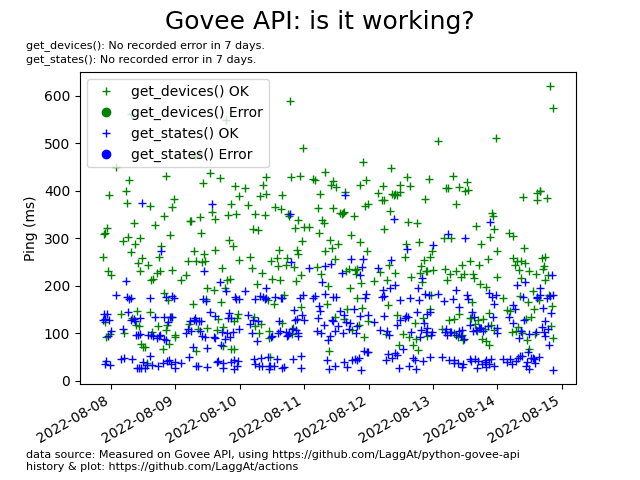 Govee API: is it working?
get_devices(): No recorded error in 7 days.
get_states(): No recorded error in 7 days.
get_devices() OK
get_devices() Error
get_states() OK
get_states() Error
Ping (ms)
600
500
400
300
200
100
0
2022-08-08
2022-08-09
2022-08-10
2022-08-11
2022-08-12
2022-08-13
2022-08-14
2022-08-15
data source: Measured on Govee API, using https://github.com/LaggAt/python-govee-api
history & plot: https://github.com/LaggAt/actions